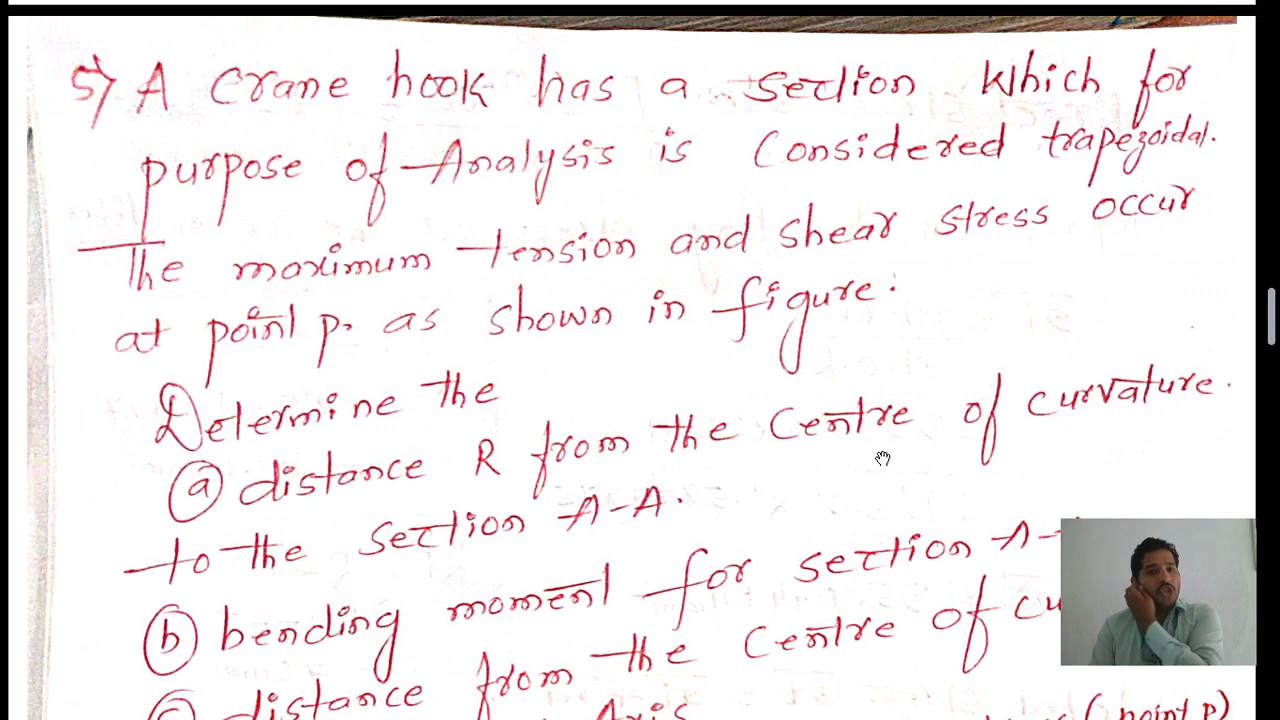 5) A crane hook has a section which for
purpose of Analysis is Considered trapezoidal.
The maximum tension and shear stress occur
at point p. as shown in figure.
Determine the
(a) distance R from the Centre of curvature.
to the section A-A.
(b) bending moment for section A-
from the Centre of cu
(c) distance
Axis (point p)